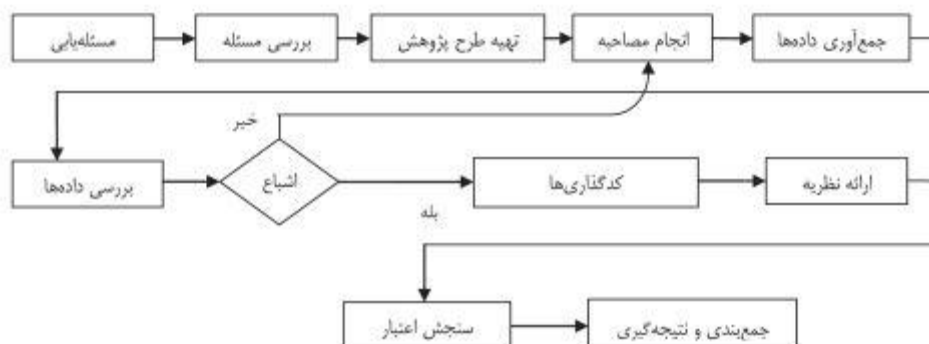 مسئله‌یابی
بررسی مسئله
تهیه طرح پژوهش
انجام مصاحبه
جمع‌آوری داده‌ها
خیر
بررسی داده‌ها
اشباع
کدگذاری‌ها
ارائه نظریه
بله
سنجش اعتبار
جمع‌بندی و نتیجه‌گیری